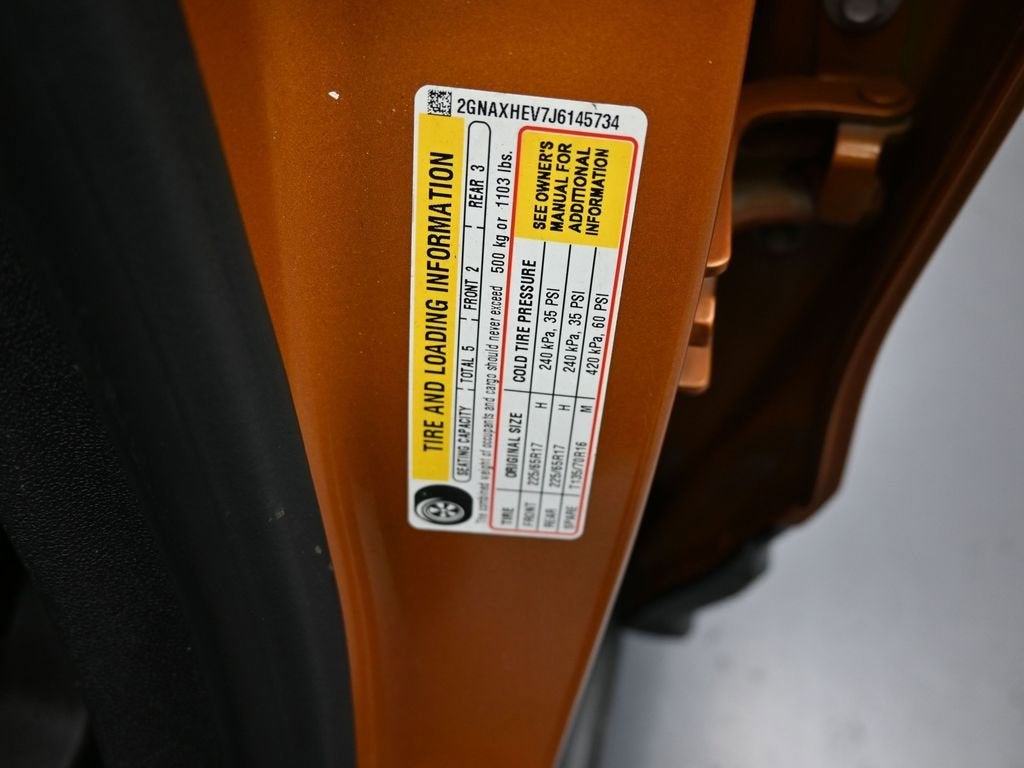 2GNAXHEV7J6145734
TIRE AND LOADING INFORMATION
SEATING CAPACITY TOTAL 5 FRONT 2 REAR 3
The combined weight of occupants and cargo should never exceed 500 kg or 1103 lbs.
TIRE ORIGINAL SIZE COLD TIRE PRESSURE
FRONT 225/65R17 H 240 kPa, 35 PSI
REAR 225/65R17 H 240 kPa, 35 PSI
SPARE T135/70R16 M 420 kPa, 60 PSI
SEE OWNER'S
MANUAL FOR
ADDITIONAL
INFORMATION